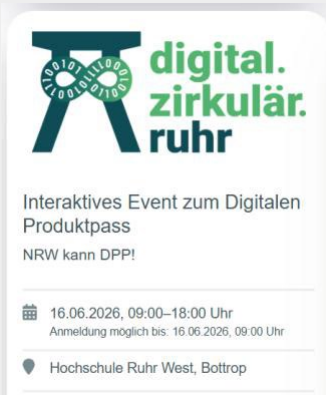 digital.
zirkulär.
ruhr
Interaktives Event zum Digitalen
Produktpass
NRW kann DPP!
16.06.2026, 09:00–18:00 Uhr
Anmeldung möglich bis: 16.06.2026, 09:00 Uhr
Hochschule Ruhr West, Bottrop